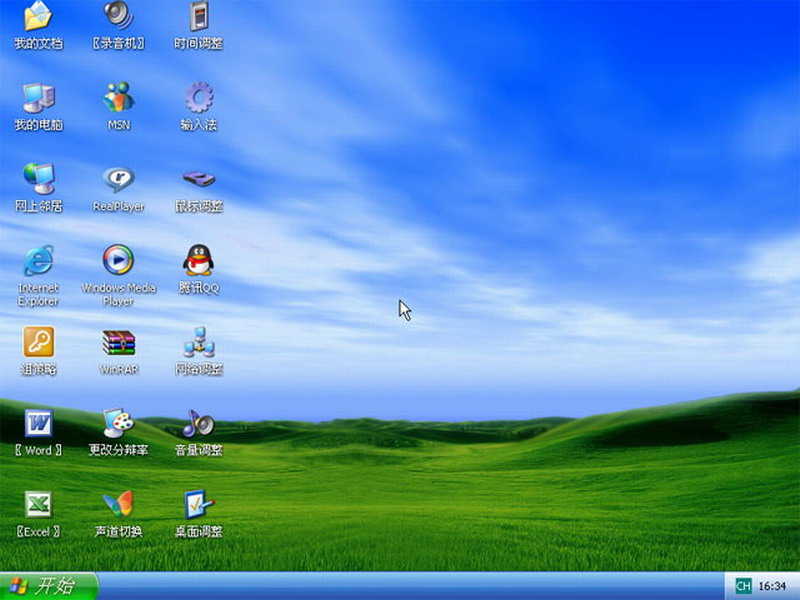 我的文档
〖录音机〗
时间调整
我的电脑
MSN
输入法
网上邻居
RealPlayer
鼠标调整
Internet
Explorer
Windows Media
Player
腾讯QQ
组策略
WinRAR
网络调整
〖 Word 〗
更改分辩率
音量调整
〖Excel 〗
声道切换
桌面调整
开始
CH
16:34